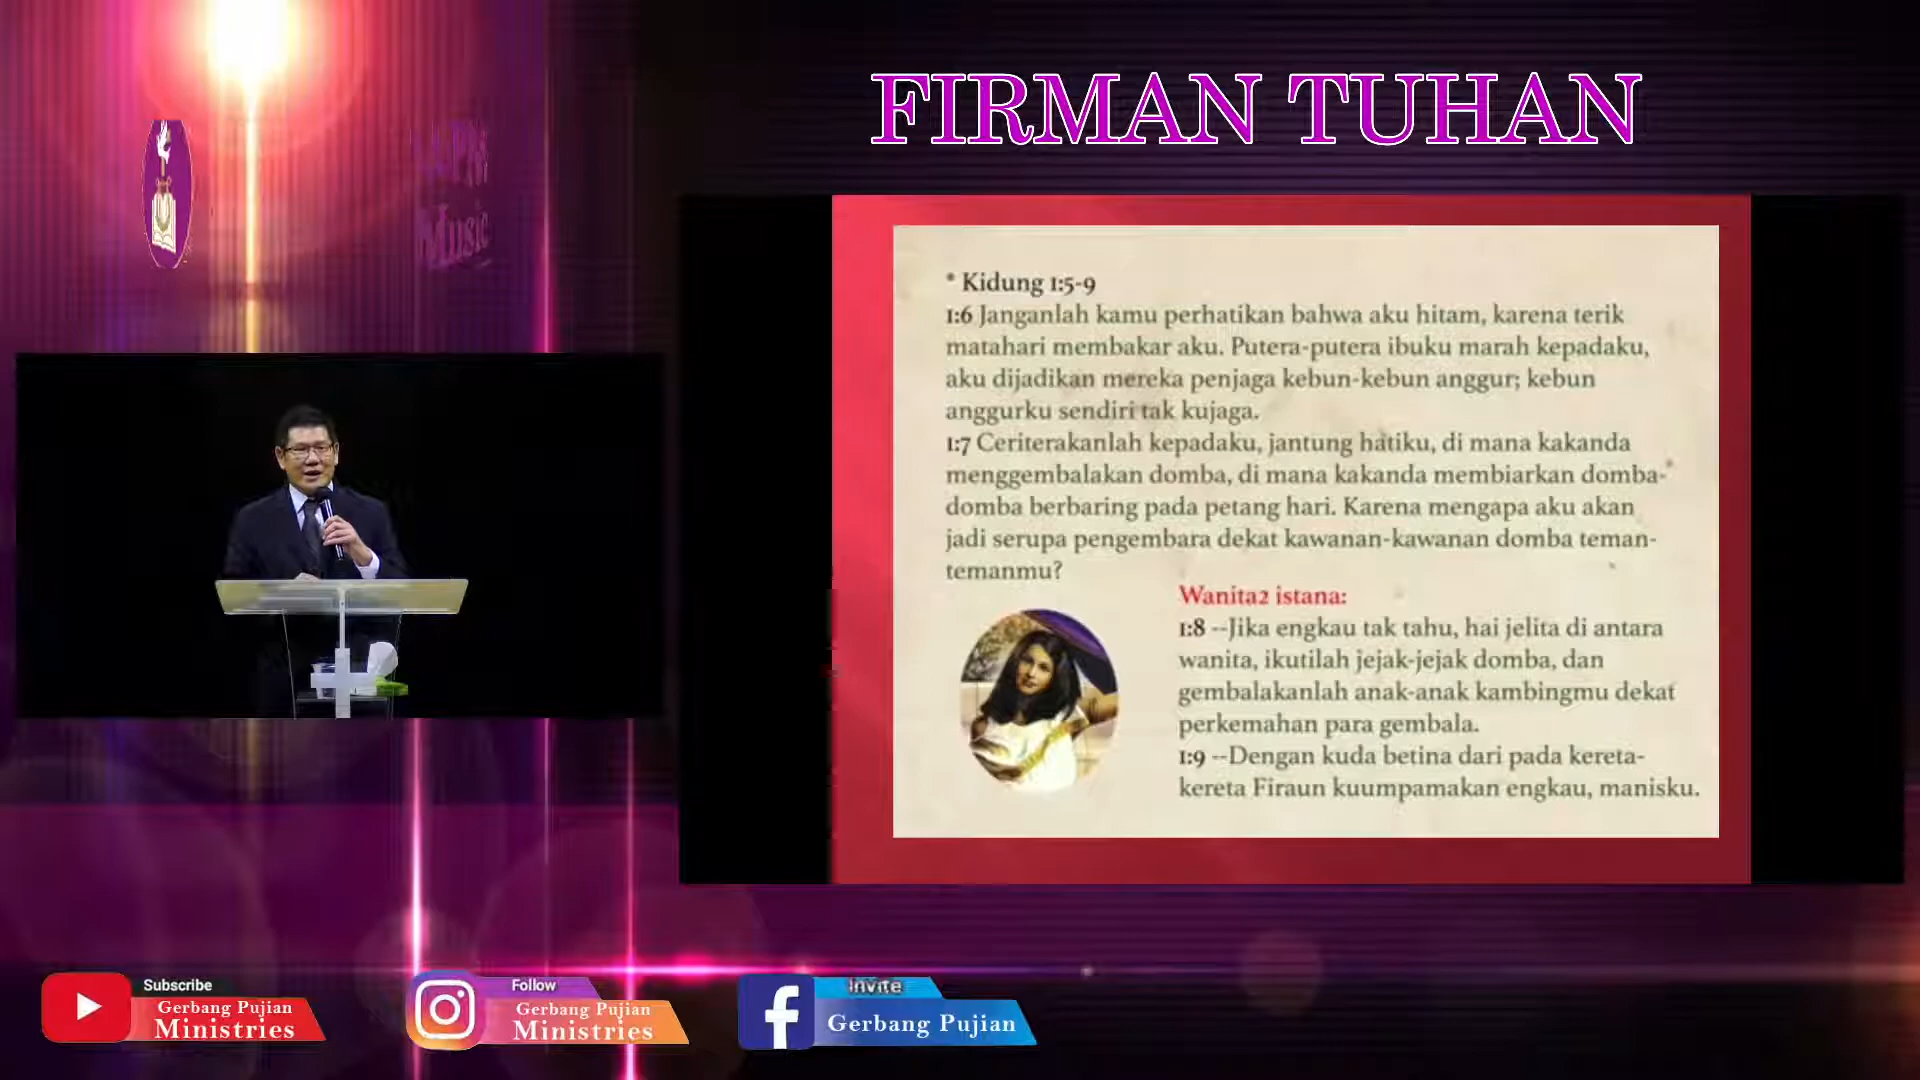 FIRMAN TUHAN
Music
* Kidung 1:5-9
1:6 Janganlah kamu perhatikan bahwa aku hitam, karena terik
matahari membakar aku. Putera-putera ibuku marah kepadaku,
aku dijadikan mereka penjaga kebun-kebun anggur; kebun
anggurku sendiri tak kujaga.
1:7 Ceriterakanlah kepadaku, jantung hatiku, di mana kakanda
menggembalakan domba, di mana kakanda membiarkan domba-
domba berbaring pada petang hari. Karena mengapa aku akan
jadi serupa pengembara dekat kawanan-kawanan domba teman-
temanmu?
Wanita2 istana:
1:8 --Jika engkau tak tahu, hai jelita di antara
wanita, ikutilah jejak-jejak domba, dan
gembalakanlah anak-anak kambingmu dekat
perkemahan para gembala.
1:9 --Dengan kuda betina dari pada kereta-
kereta Firaun kuumpamakan engkau, manisku.
Subscribe
Gerbang Pujian
Ministries
Follow
Gerbang Pujian
Ministries
Invite
Gerbang Pujian